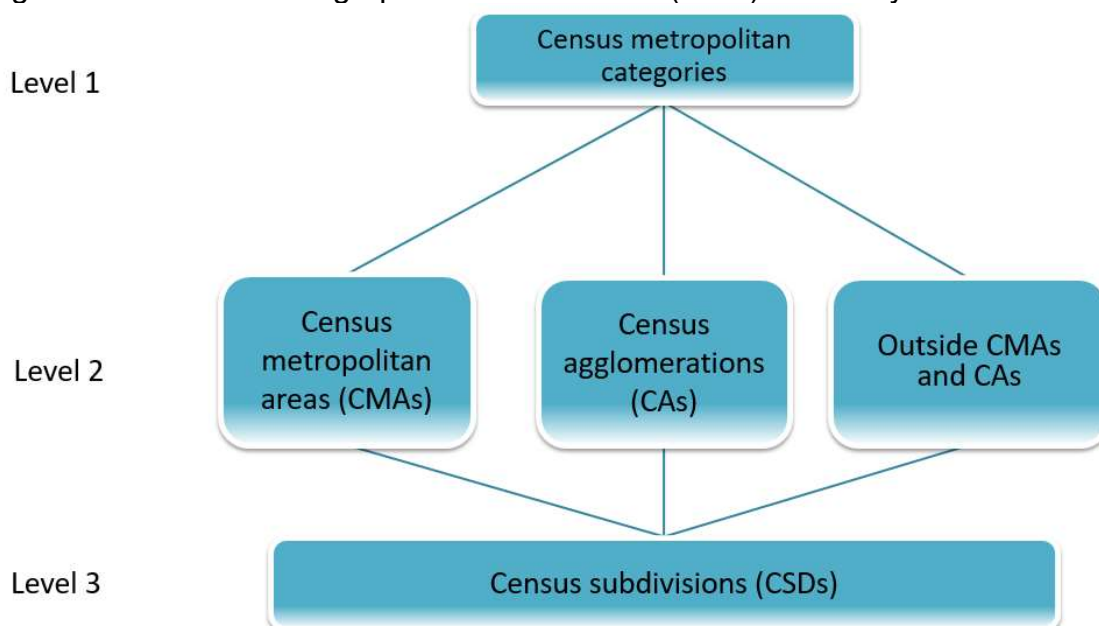 Level 1
Census metropolitan
categories
Level 2
Census
metropolitan
areas (CMAs)
Census
agglomerations
(CAs)
Outside CMAs
and CAs
Level 3
Census subdivisions (CSDs)